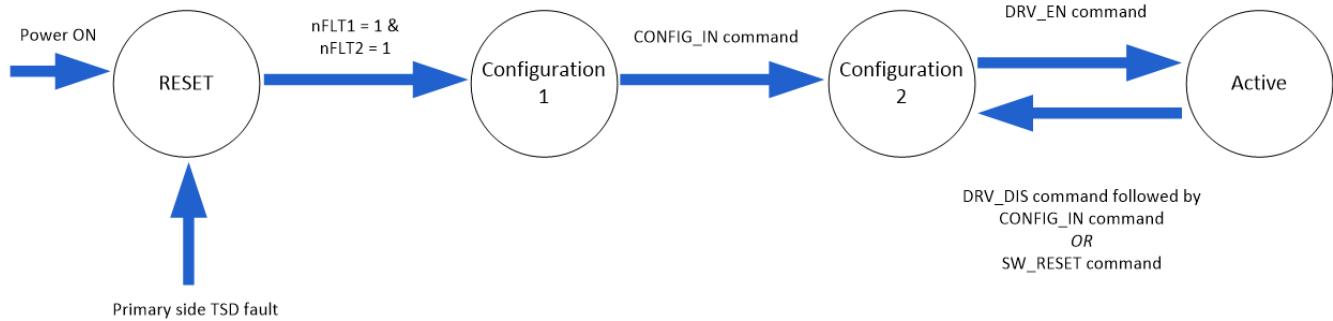 Power ON
RESET
nFLT1 = 1 &
nFLT2 = 1
Configuration
1
CONFIG_IN command
Configuration
2
DRV_EN command
Active
DRV_DIS command followed by
CONFIG_IN command
OR
SW_RESET command
Primary side TSD fault